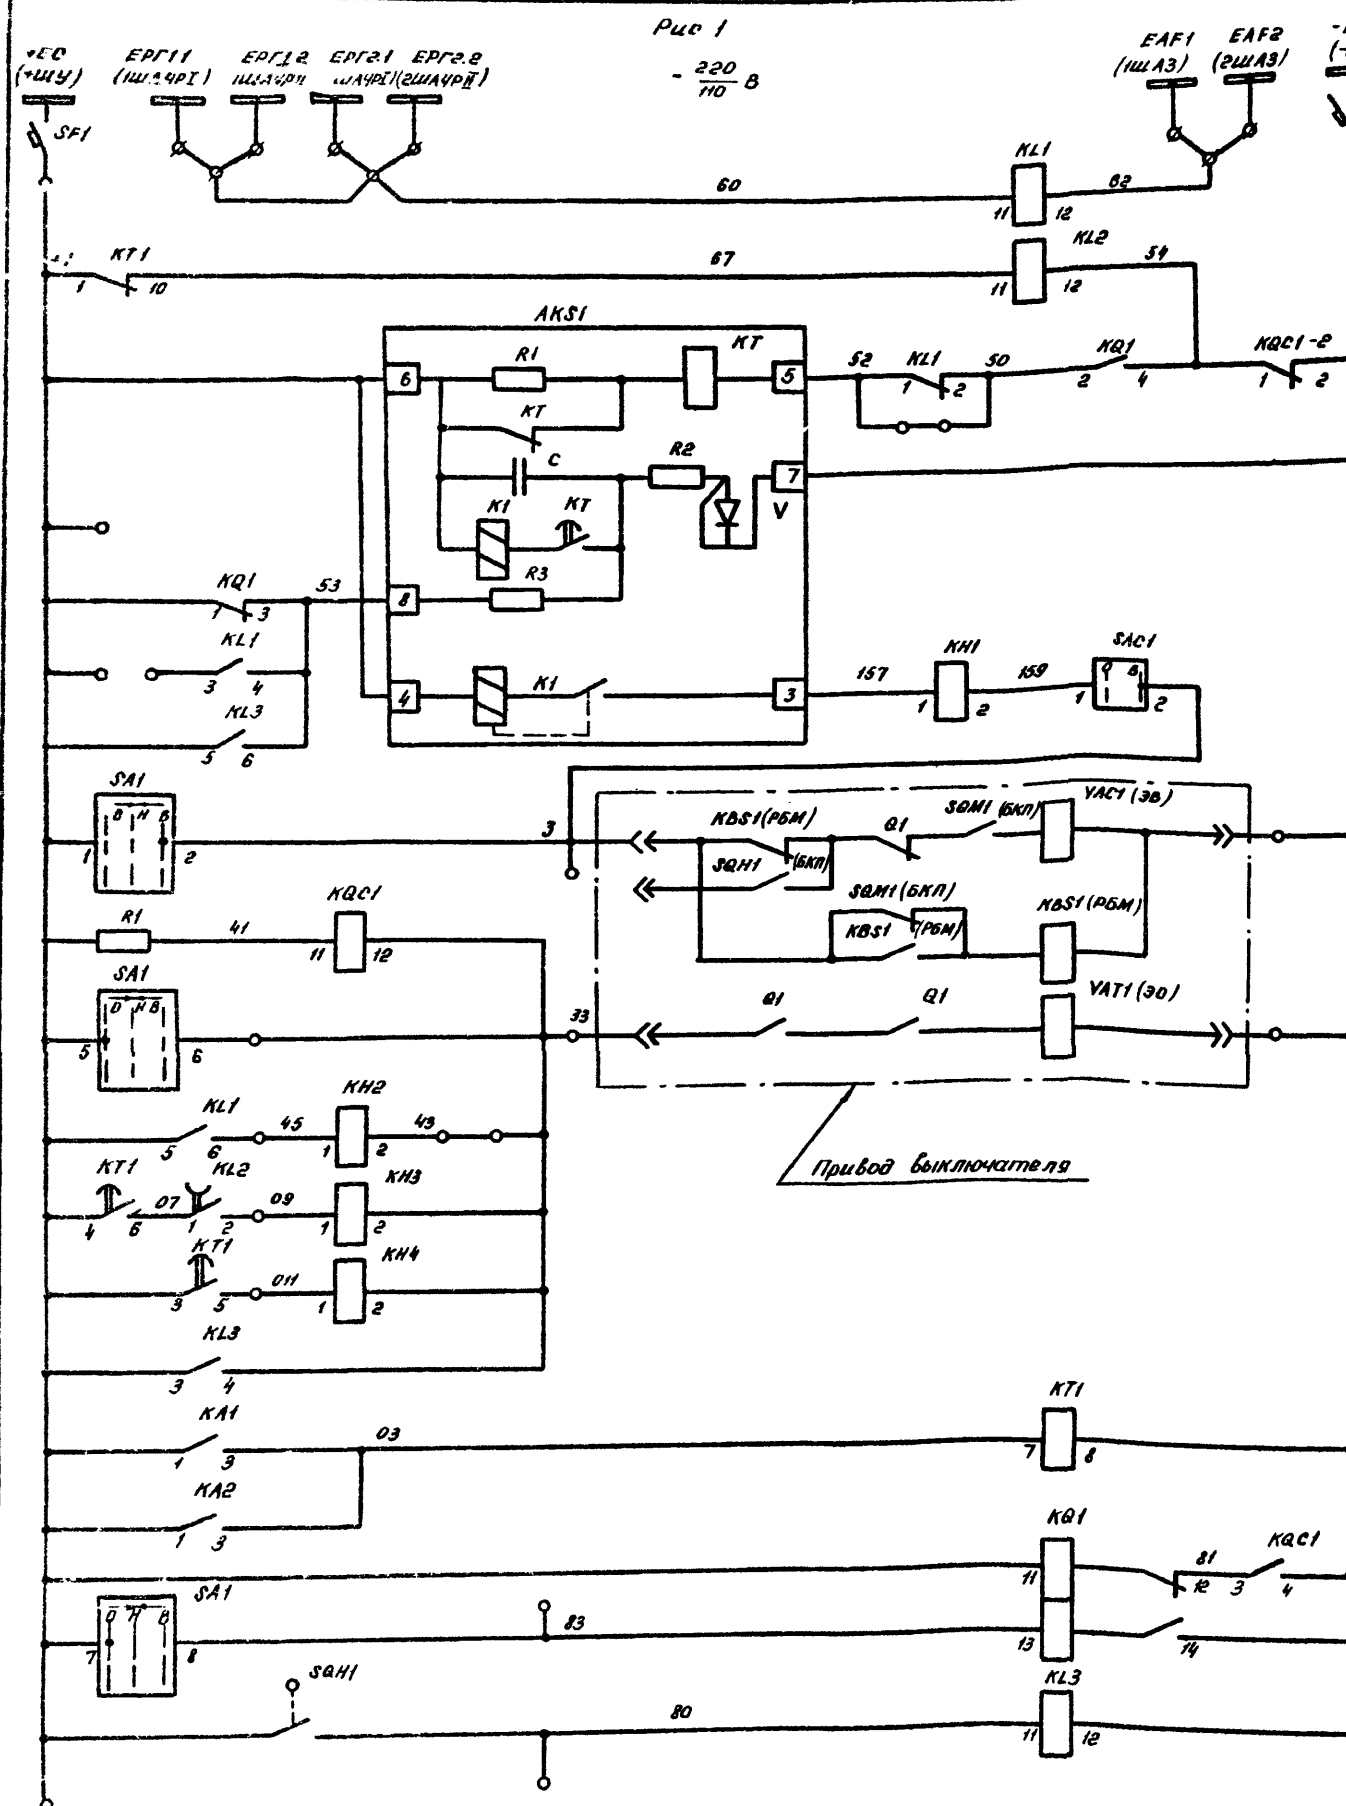 Рис 1
+EC EPГ1.1 EPГ1.2 EPГ2.1 EPГ2.2 EAF1 EAF2
(+ШУ) (2ШАЧРII) (1ШАЗ) (2ШАЗ)
- 220/110 В
SF1
KL1
60 62
11 12
KT1 67 KL2 54
1 10 11 12
AKS1
6 R1 KT 5 52 KL1 50 KQ1 KQC1-2
1 2 2 4 1 2
KT
C R2 7
K1 KT V
KQ1 53 8 R3
1 3
KL1
3 4
4 K1 3 157 KH1 159 SAC1
1 2 1 О В 2
KL3
5 6
SA1
В Н В
1 2 3
KBS1(РБМ) Q1 SQM1(БКП) YAC1(ЭВ)
SQH1 (БКП)
SQM1(БКП) KBS1(РБМ)
KBS1 (РБМ)
R1 41 KQC1
11 12
SA1
О Н В
5 6 33 Q1 Q1 YAT1(ЭО)
KL1 45 KH2 43
5 6 1 2
Привод выключателя
KT1 07 KL2 09 KH3
4 6 1 2 1 2
KT1 011 KH4
3 5 1 2
KL3
3 4
KA1 03 KT1
1 3 7 8
KA2
1 3
KQ1 81 KQC1
11 12 3 4
SA1
О Н В
7 8 83 13 14
SQH1 80 KL3
11 12